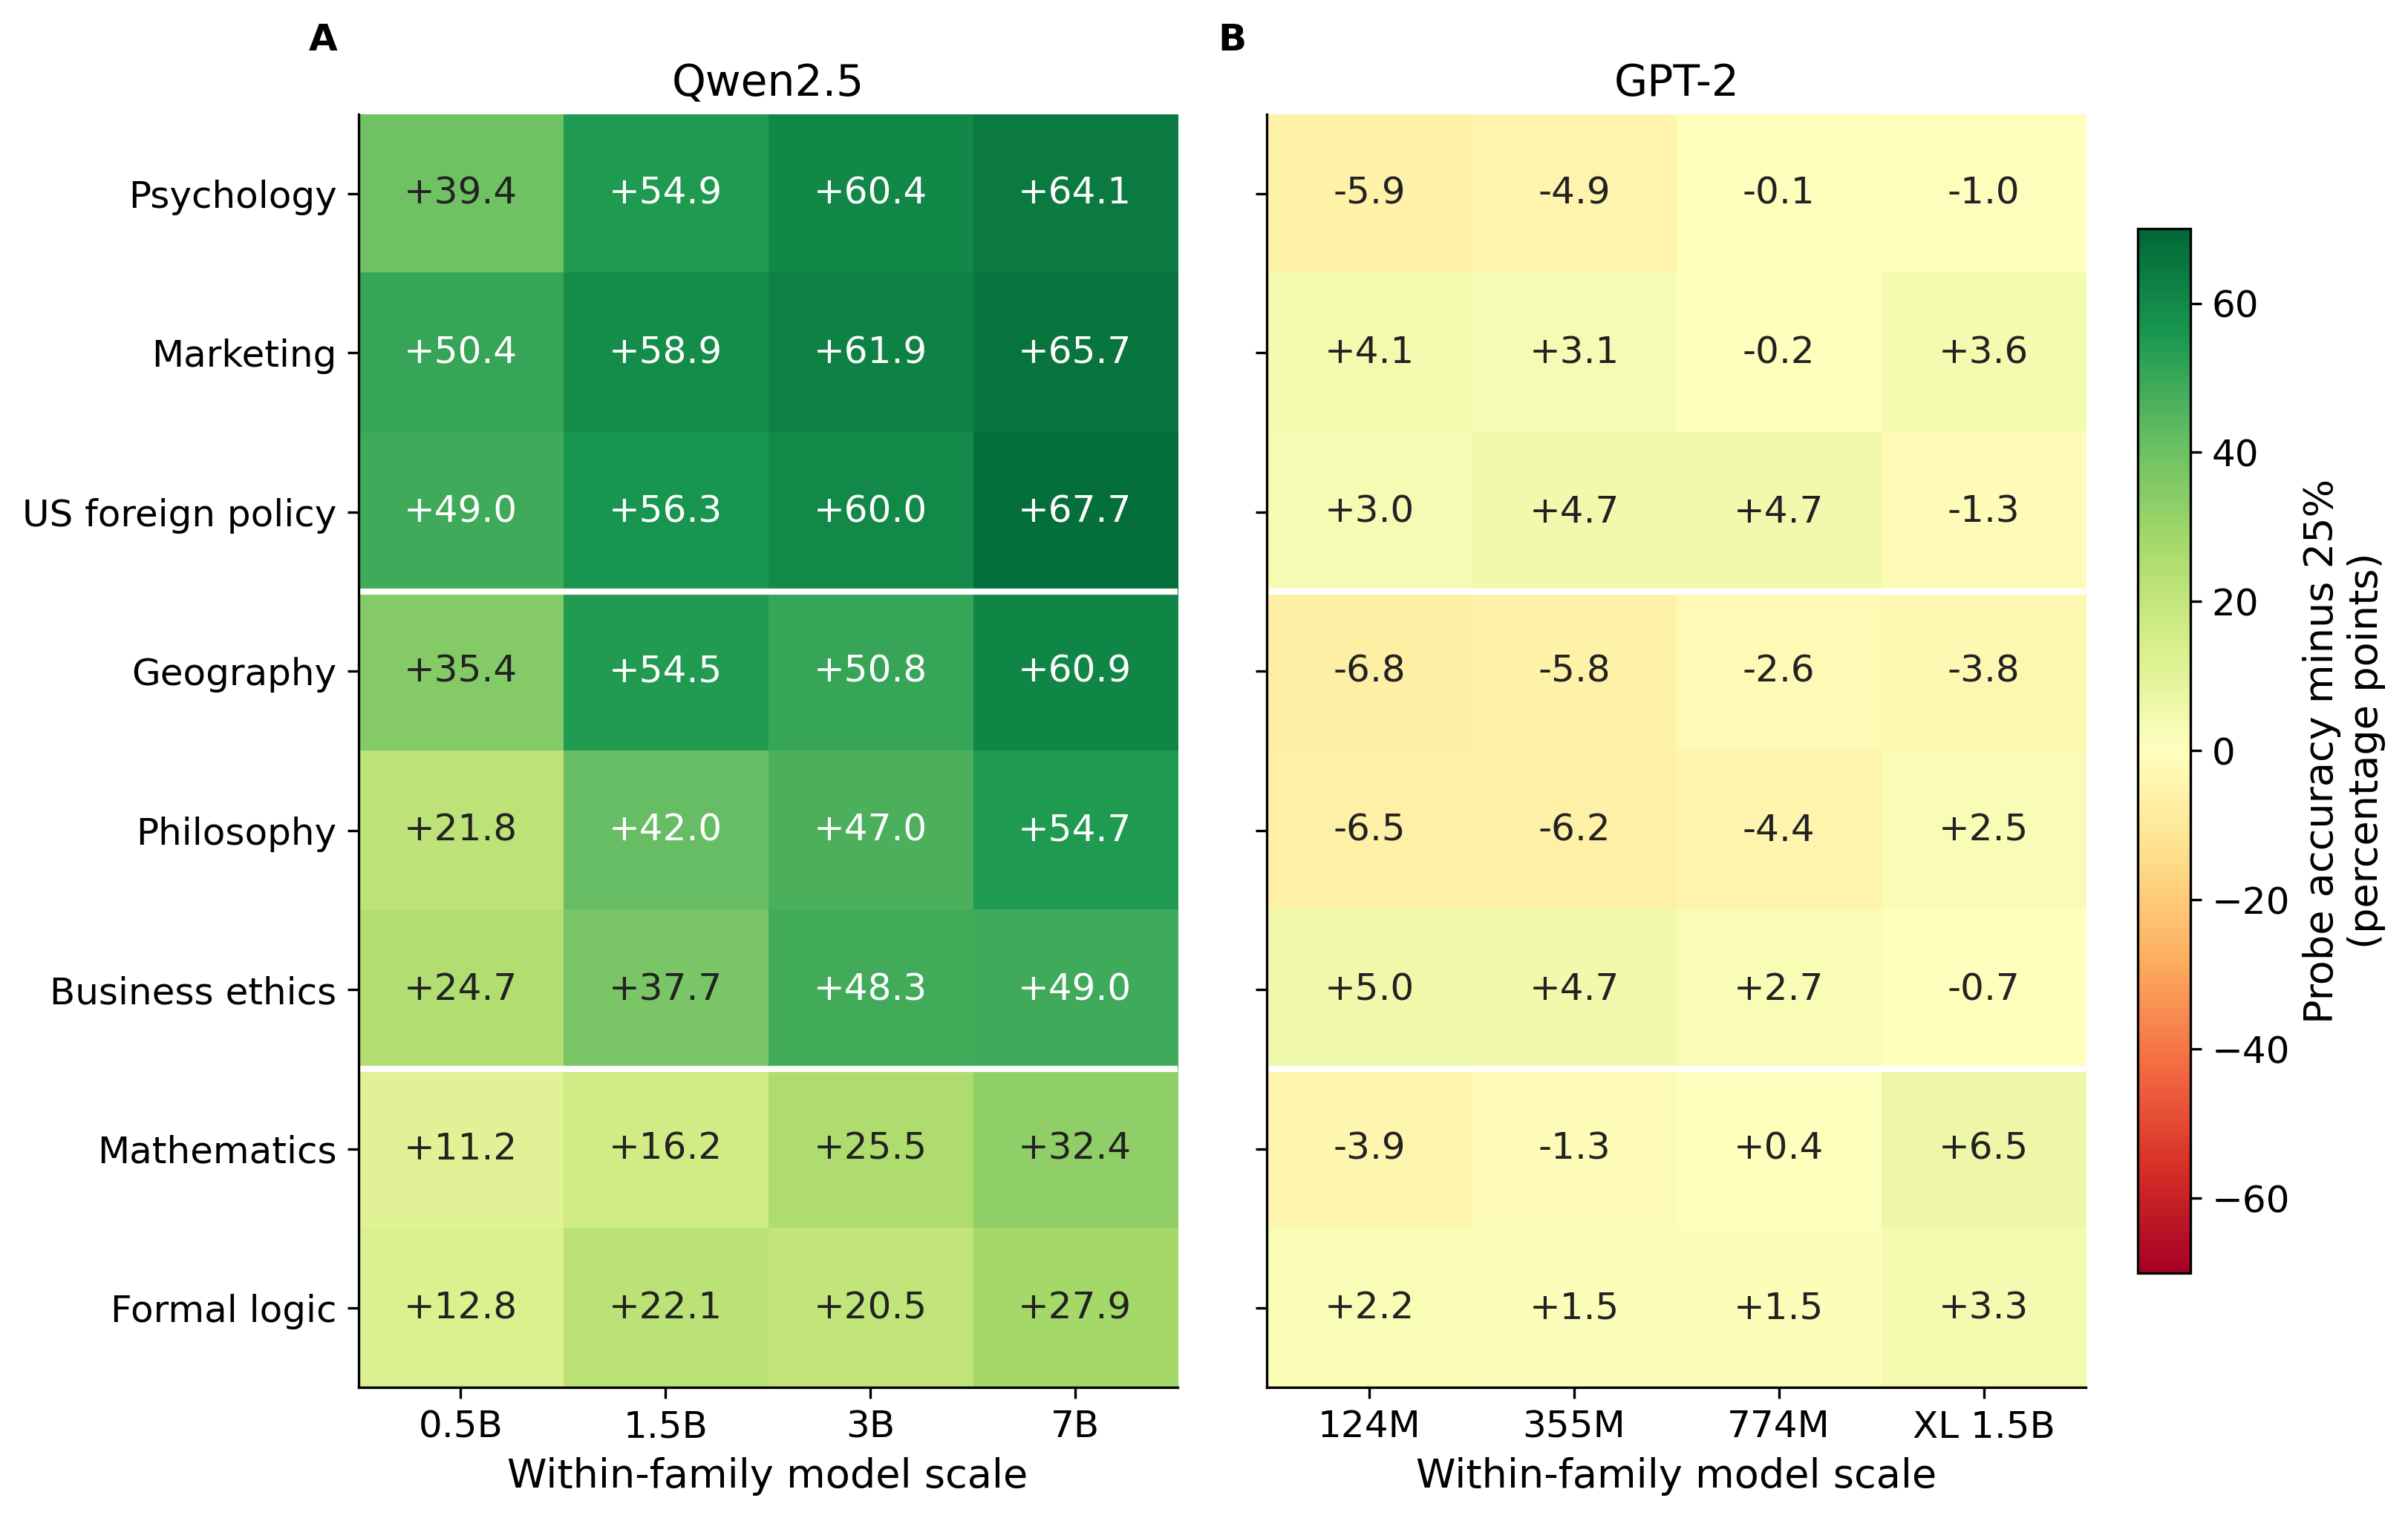 A
B
Qwen2.5
GPT-2
Psychology +39.4 +54.9 +60.4 +64.1 -5.9 -4.9 -0.1 -1.0
Marketing +50.4 +58.9 +61.9 +65.7 +4.1 +3.1 -0.2 +3.6
US foreign policy +49.0 +56.3 +60.0 +67.7 +3.0 +4.7 +4.7 -1.3
Geography +35.4 +54.5 +50.8 +60.9 -6.8 -5.8 -2.6 -3.8
Philosophy +21.8 +42.0 +47.0 +54.7 -6.5 -6.2 -4.4 +2.5
Business ethics +24.7 +37.7 +48.3 +49.0 +5.0 +4.7 +2.7 -0.7
Mathematics +11.2 +16.2 +25.5 +32.4 -3.9 -1.3 +0.4 +6.5
Formal logic +12.8 +22.1 +20.5 +27.9 +2.2 +1.5 +1.5 +3.3
0.5B 1.5B 3B 7B
Within-family model scale
124M 355M 774M XL 1.5B
Within-family model scale
60
40
20
0
−20
−40
−60
Probe accuracy minus 25%
(percentage points)